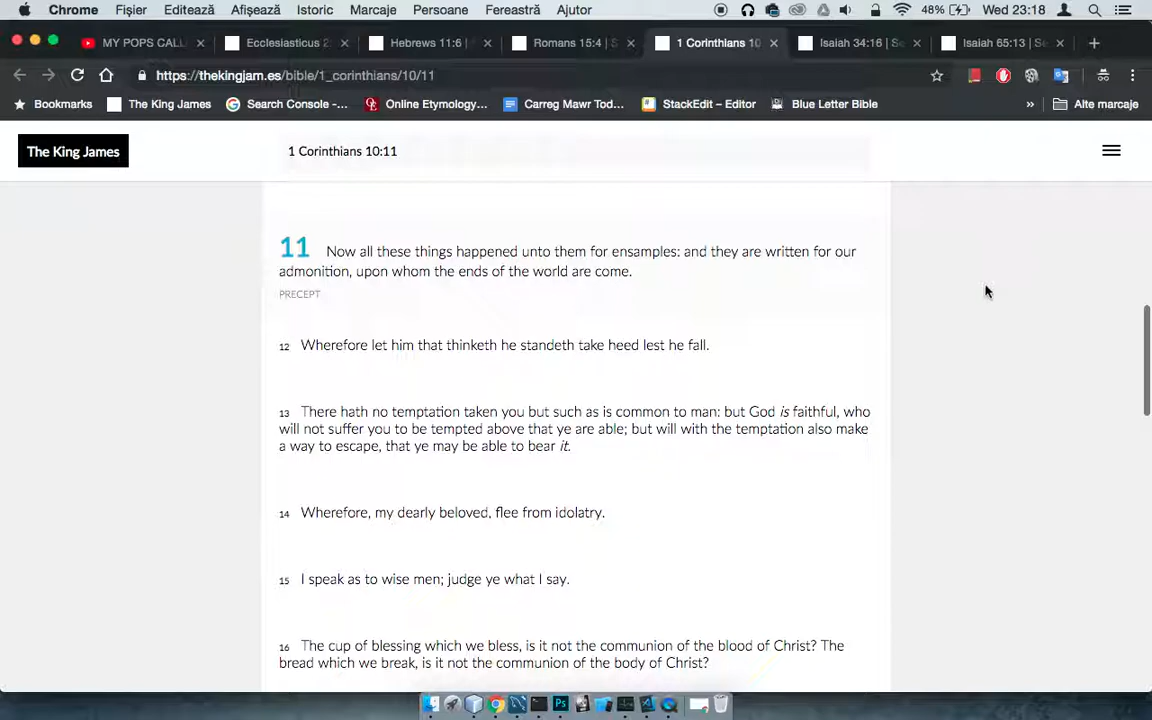 Chrome Fișier Editează Afișează Istoric Marcaje Persoane Fereastră Ajutor 48% Wed 23:18
MY POPS CALL Ecclesiasticus 2 Hebrews 11:6 | Romans 15:4 | S 1 Corinthians 10 Isaiah 34:16 | Se Isaiah 65:13 | Se
https://thekingjam.es/bible/1_corinthians/10/11
Bookmarks The King James Search Console -... Online Etymology... Carreg Mawr Tod... StackEdit – Editor Blue Letter Bible » Alte marcaje
The King James 1 Corinthians 10:11
11 Now all these things happened unto them for ensamples: and they are written for our
admonition, upon whom the ends of the world are come.
PRECEPT
12 Wherefore let him that thinketh he standeth take heed lest he fall.
13 There hath no temptation taken you but such as is common to man: but God is faithful, who
will not suffer you to be tempted above that ye are able; but will with the temptation also make
a way to escape, that ye may be able to bear it.
14 Wherefore, my dearly beloved, flee from idolatry.
15 I speak as to wise men; judge ye what I say.
16 The cup of blessing which we bless, is it not the communion of the blood of Christ? The
bread which we break, is it not the communion of the body of Christ?
Ps